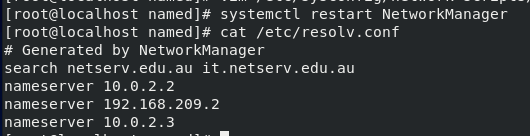 [root@localhost named]# systemctl restart NetworkManager
[root@localhost named]# cat /etc/resolv.conf
# Generated by NetworkManager
search netserv.edu.au it.netserv.edu.au
nameserver 10.0.2.2
nameserver 192.168.209.2
nameserver 10.0.2.3